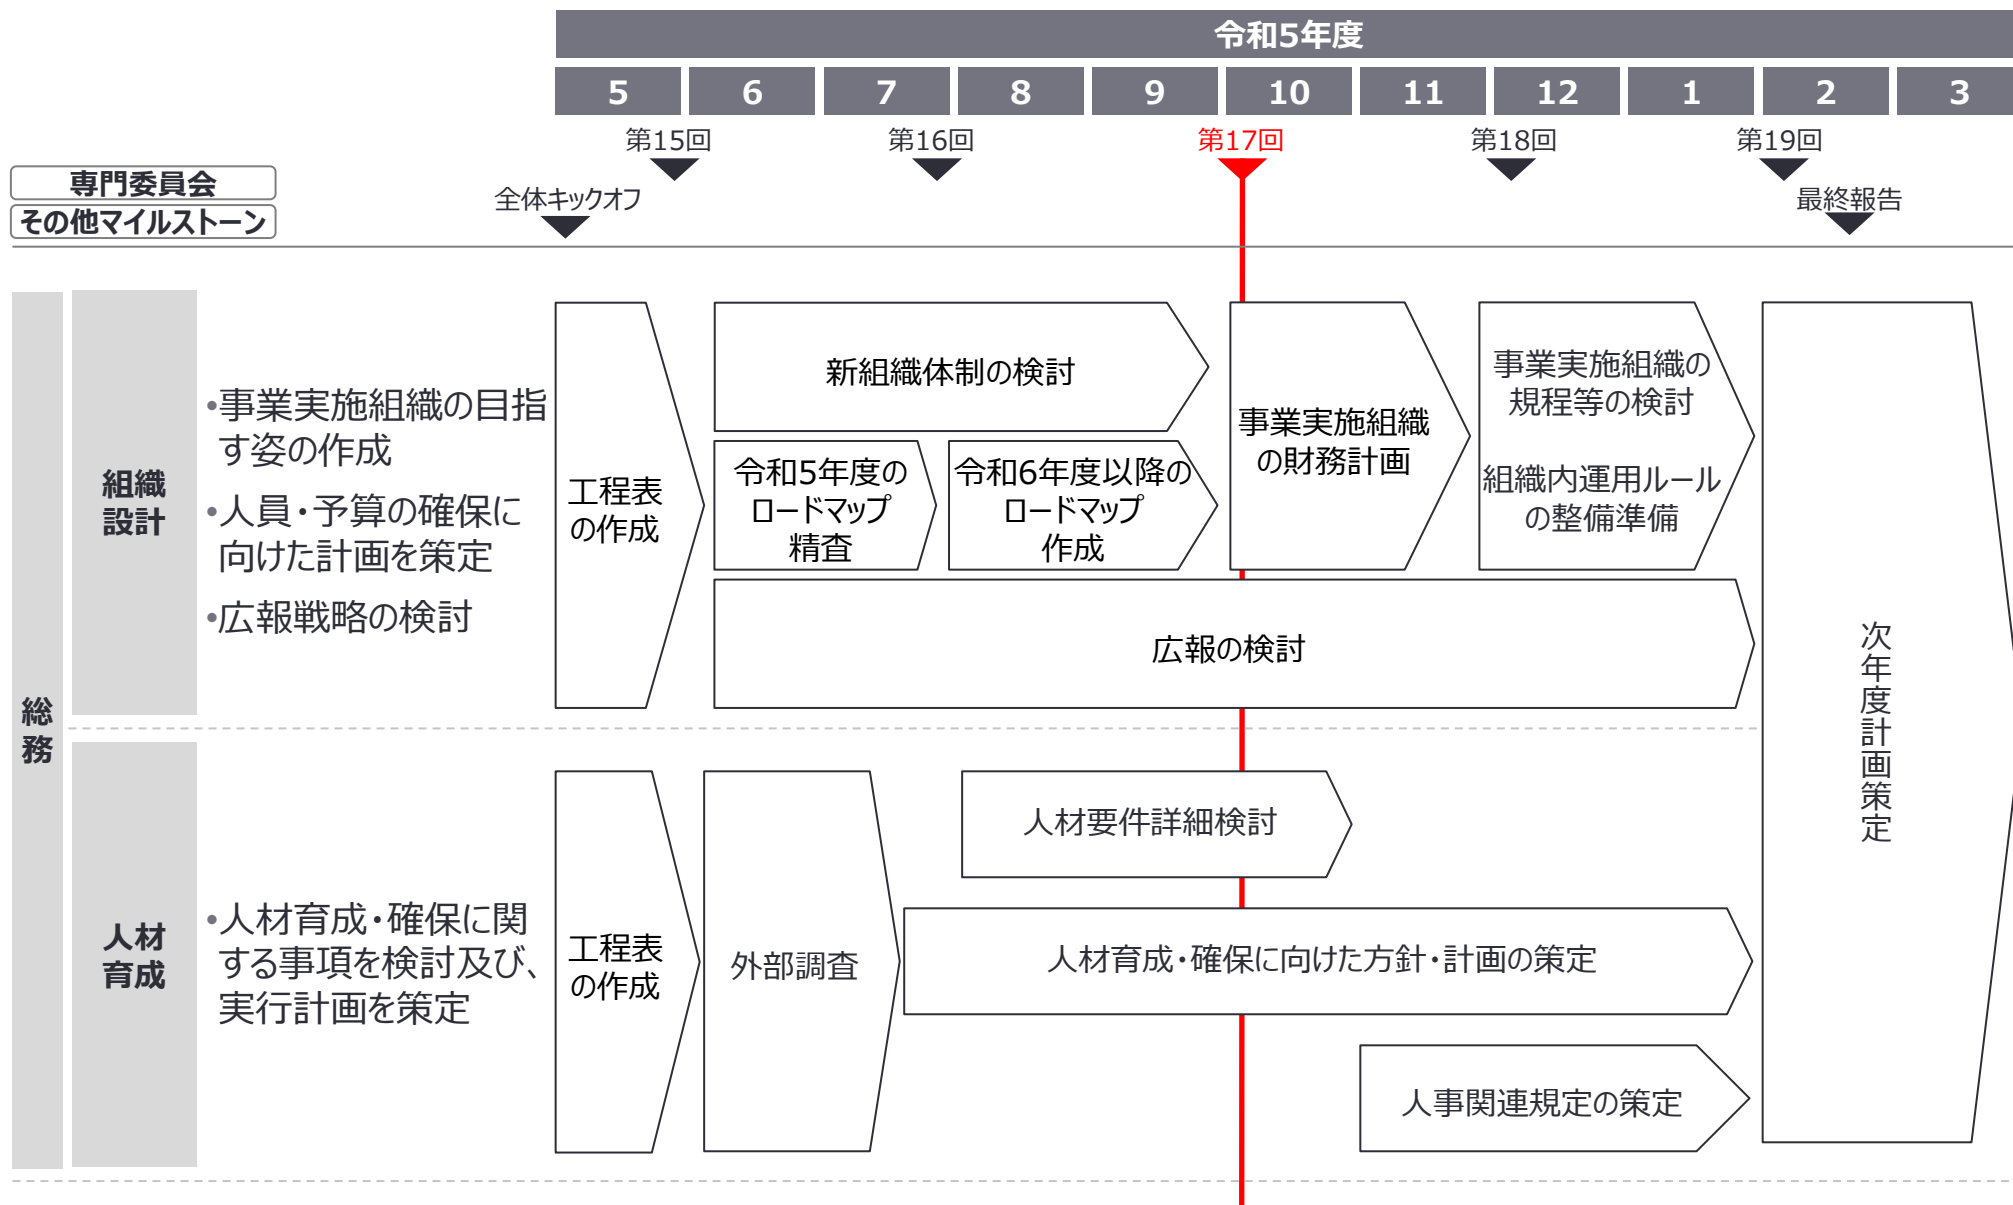 令和5年度
5 6 7 8 9 10 11 12 1 2 3
第15回 第16回 第17回 第18回 第19回
専門委員会
全体キックオフ 最終報告
その他マイルストーン
総
務
組織
設計
•事業実施組織の目指
す姿の作成
•人員・予算の確保に
向けた計画を策定
•広報戦略の検討
工程表
の作成
新組織体制の検討
令和5年度の
ロードマップ
精査
令和6年度以降の
ロードマップ
作成
事業実施組織
の財務計画
事業実施組織の
規程等の検討
組織内運用ルール
の整備準備
広報の検討
次年度計画策定
人材
育成
•人材育成・確保に関
する事項を検討及び、
実行計画を策定
工程表
の作成
外部調査
人材要件詳細検討
人材育成・確保に向けた方針・計画の策定
人事関連規定の策定